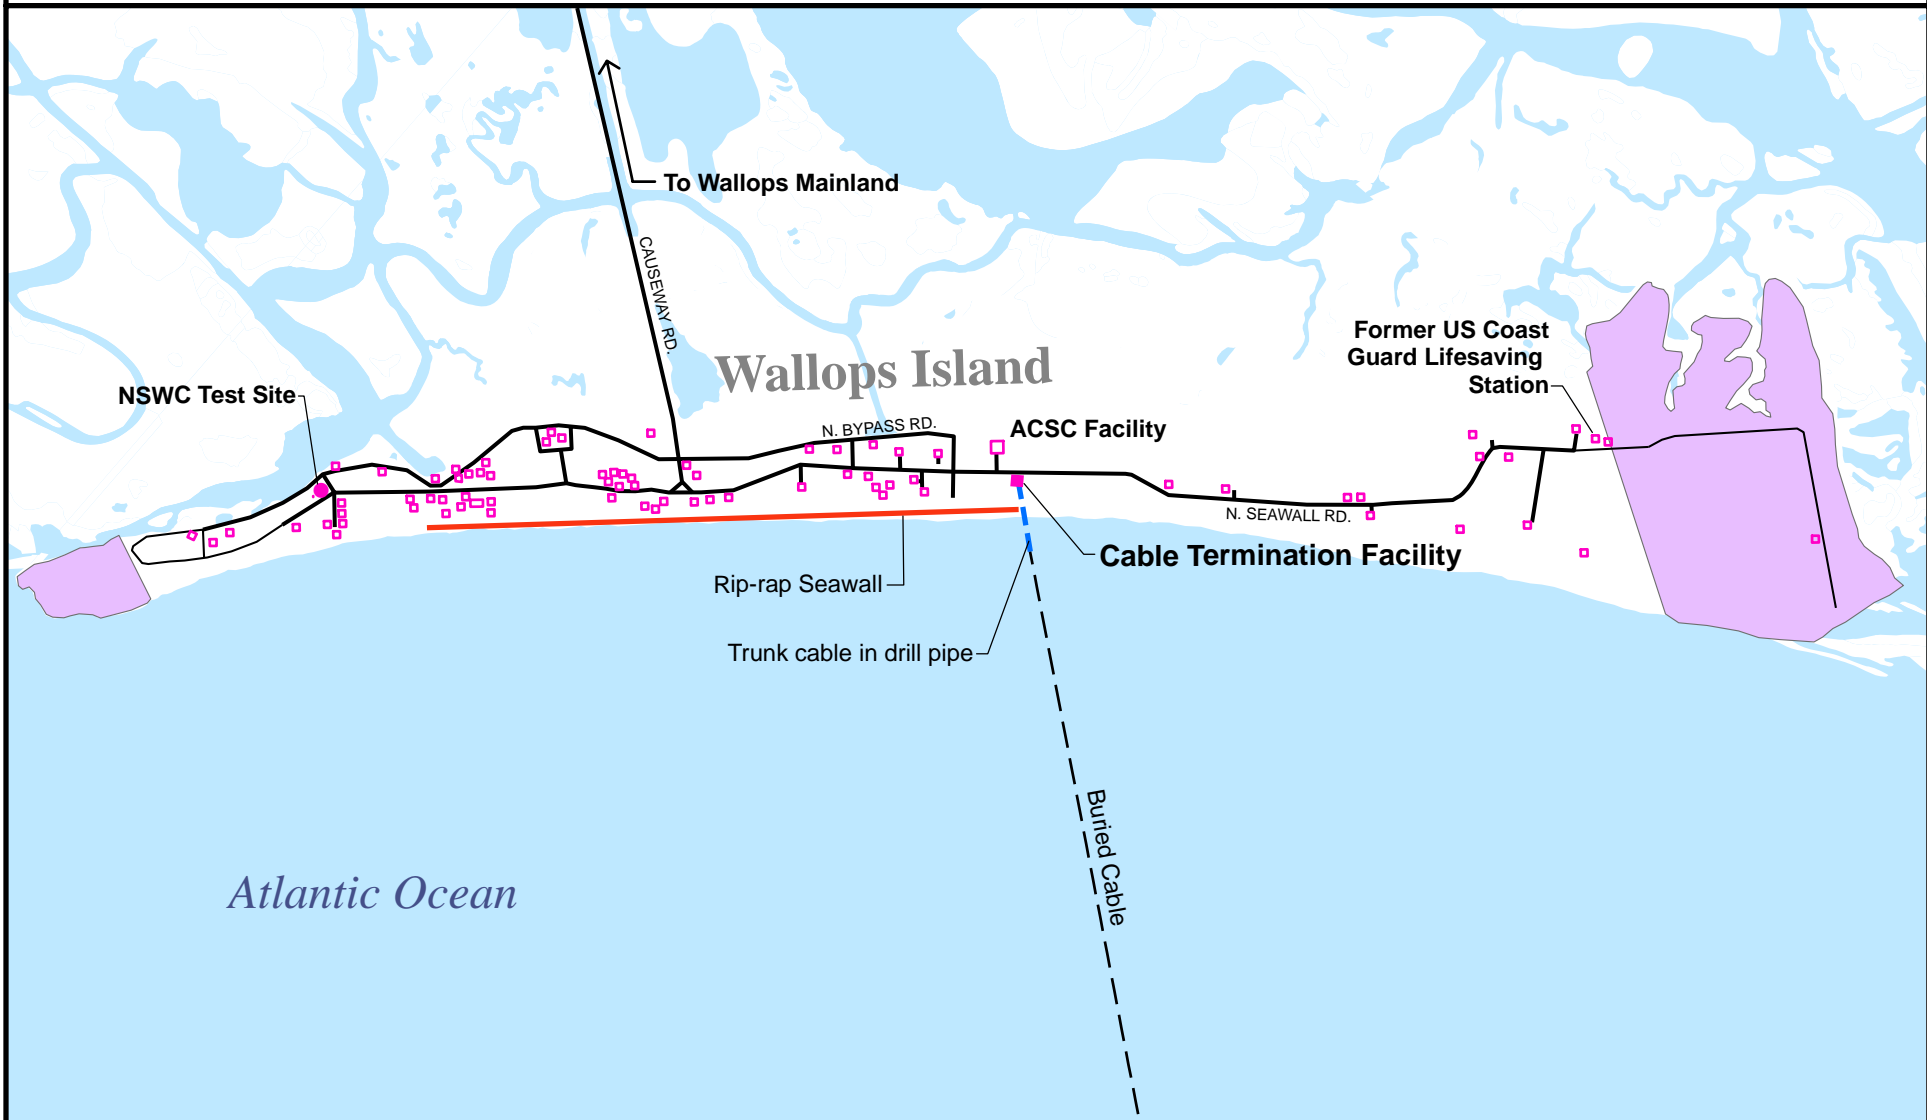 To Wallops Mainland
CAUSEWAY RD.
Wallops Island
Former US Coast
Guard Lifesaving
Station
NSWC Test Site
N. BYPASS RD.
ACSC Facility
N. SEAWALL RD.
Cable Termination Facility
Rip-rap Seawall
Trunk cable in drill pipe
Buried Cable
Atlantic Ocean